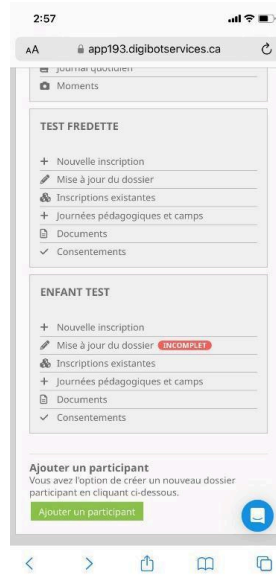 2:57
AA app193.digibotservices.ca
Journal quotidien
Moments
TEST FREDETTE
Nouvelle inscription
Mise à jour du dossier
Inscriptions existantes
Journées pédagogiques et camps
Documents
Consentements
ENFANT TEST
Nouvelle inscription
Mise à jour du dossier INCOMPLET
Inscriptions existantes
Journées pédagogiques et camps
Documents
Consentements
Ajouter un participant
Vous avez l'option de créer un nouveau dossier
participant en cliquant ci-dessous.
Ajouter un participant